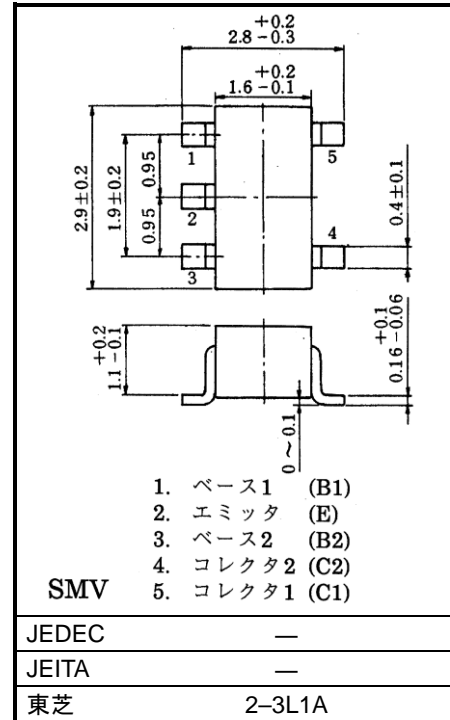 +0.2
2.8 −0.3
+0.2
1.6 −0.1
2.9±0.2
1.9±0.2
0.95
0.95
1
2
3
5
4
0.4±0.1
+0.2
1.1 −0.1
+0.1
0.16 −0.06
0 ~ 0.1
1. ベース1 (B1)
2. エミッタ (E)
3. ベース2 (B2)
4. コレクタ2 (C2)
SMV 5. コレクタ1 (C1)
JEDEC ―
JEITA ―
東芝 2–3L1A